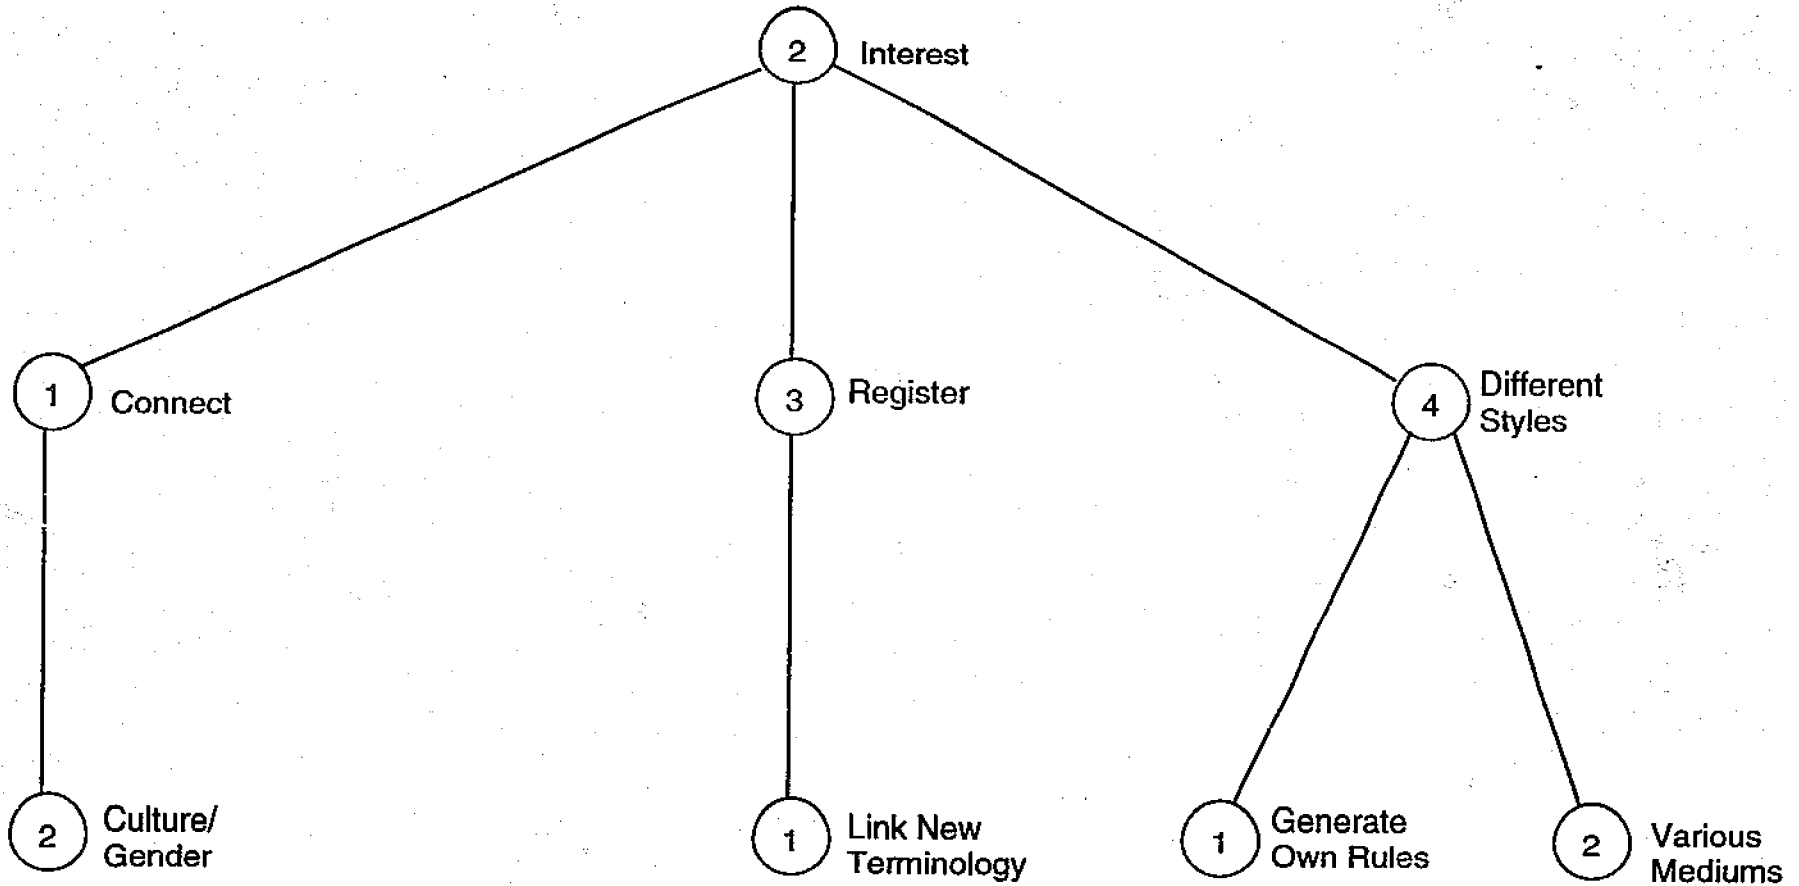 2 Interest
1 Connect
3 Register
4 Different
Styles
2 Culture/
Gender
1 Link New
Terminology
1 Generate
Own Rules
2 Various
Mediums